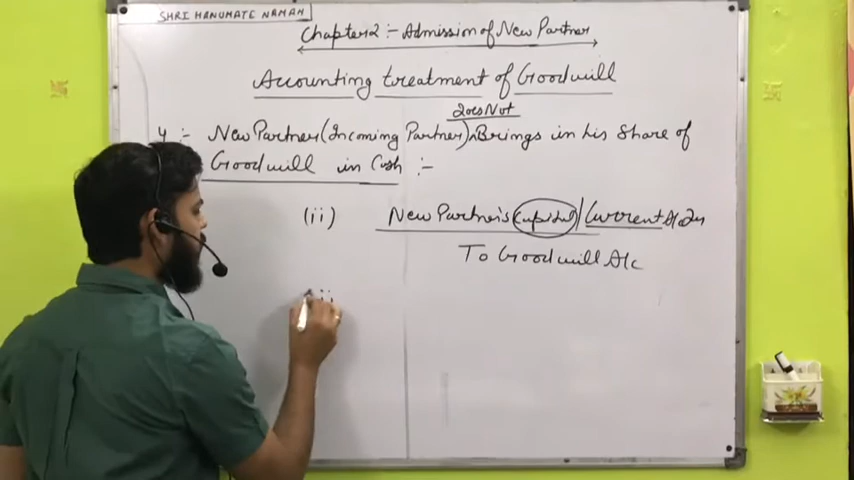 SHRI HANUMATE NAMAH
Chapter 2 :- Admission of New Partner
Accounting treatment of Goodwill
Does Not
4 :- New Partner (Incoming Partner) ∧ Brings in his Share of
Goodwill in Cash :-
(ii) New Partner's Capital / Current A/c Dr
To Goodwill A/c
ii